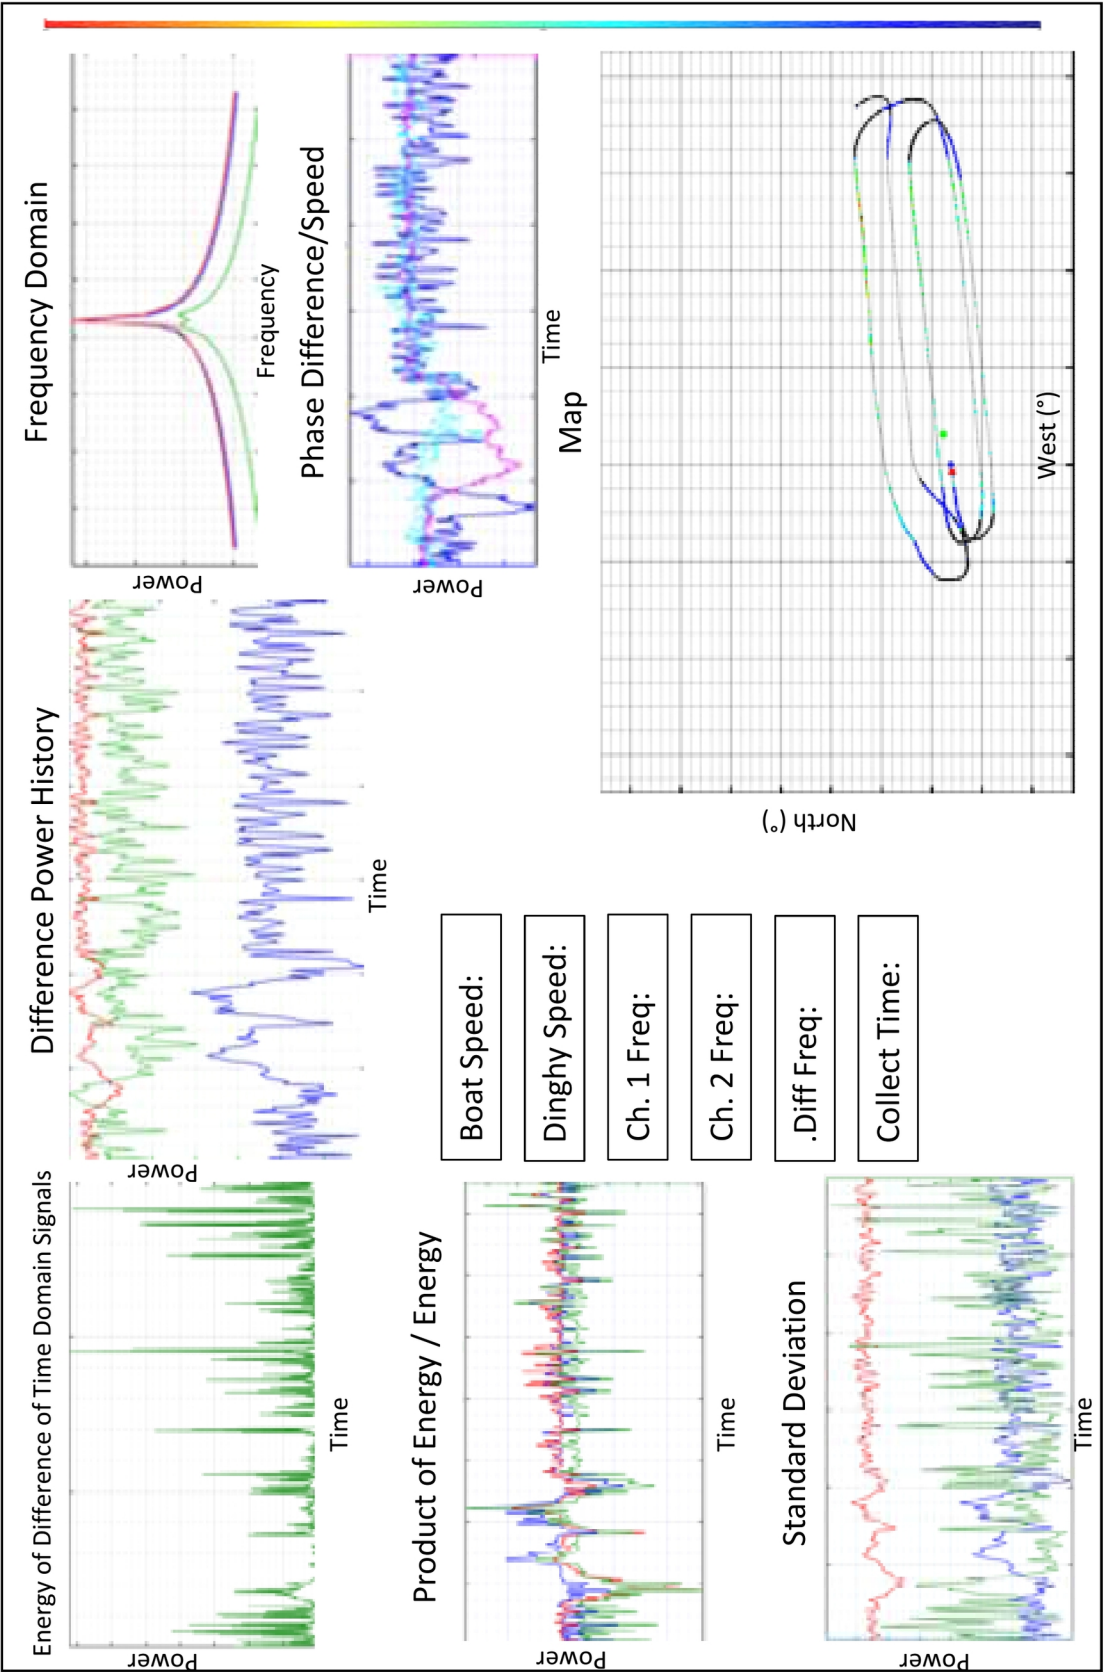 Energy of Difference of Time Domain Signals
Power
Time
Difference Power History
Power
Time
Frequency Domain
Power
Frequency
Product of Energy / Energy
Power
Time
Boat Speed:
Dinghy Speed:
Ch. 1 Freq:
Ch. 2 Freq:
.Diff Freq:
Collect Time:
Phase Difference/Speed
Power
Time
Standard Deviation
Power
Time
Map
North (°)
West (°)